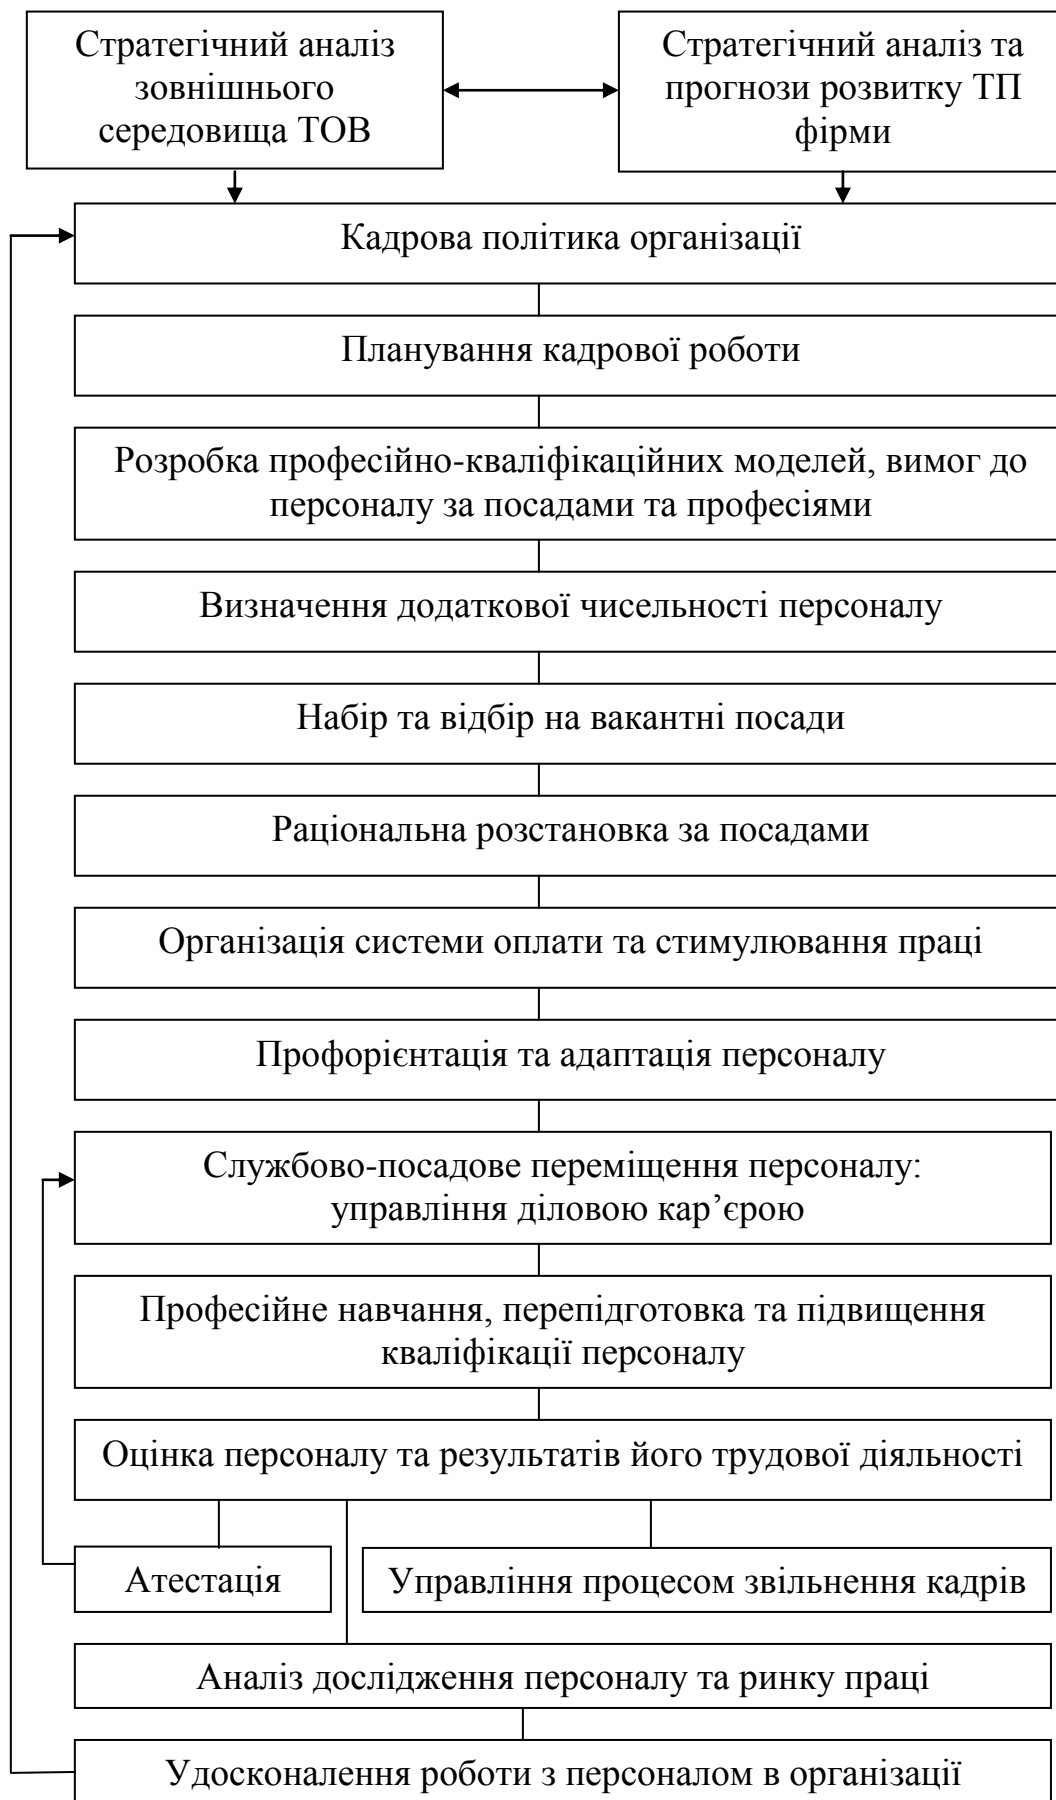 Стратегічний аналіз
зовнішнього
середовища ТОВ
Стратегічний аналіз та
прогнози розвитку ТП
фірми
Кадрова політика організації
Планування кадрової роботи
Розробка професійно-кваліфікаційних моделей, вимог до
персоналу за посадами та професіями
Визначення додаткової чисельності персоналу
Набір та відбір на вакантні посади
Раціональна розстановка за посадами
Організація системи оплати та стимулювання праці
Профорієнтація та адаптація персоналу
Службово-посадове переміщення персоналу:
управління діловою кар’єрою
Професійне навчання, перепідготовка та підвищення
кваліфікації персоналу
Оцінка персоналу та результатів його трудової діяльності
Атестація
Управління процесом звільнення кадрів
Аналіз дослідження персоналу та ринку праці
Удосконалення роботи з персоналом в організації